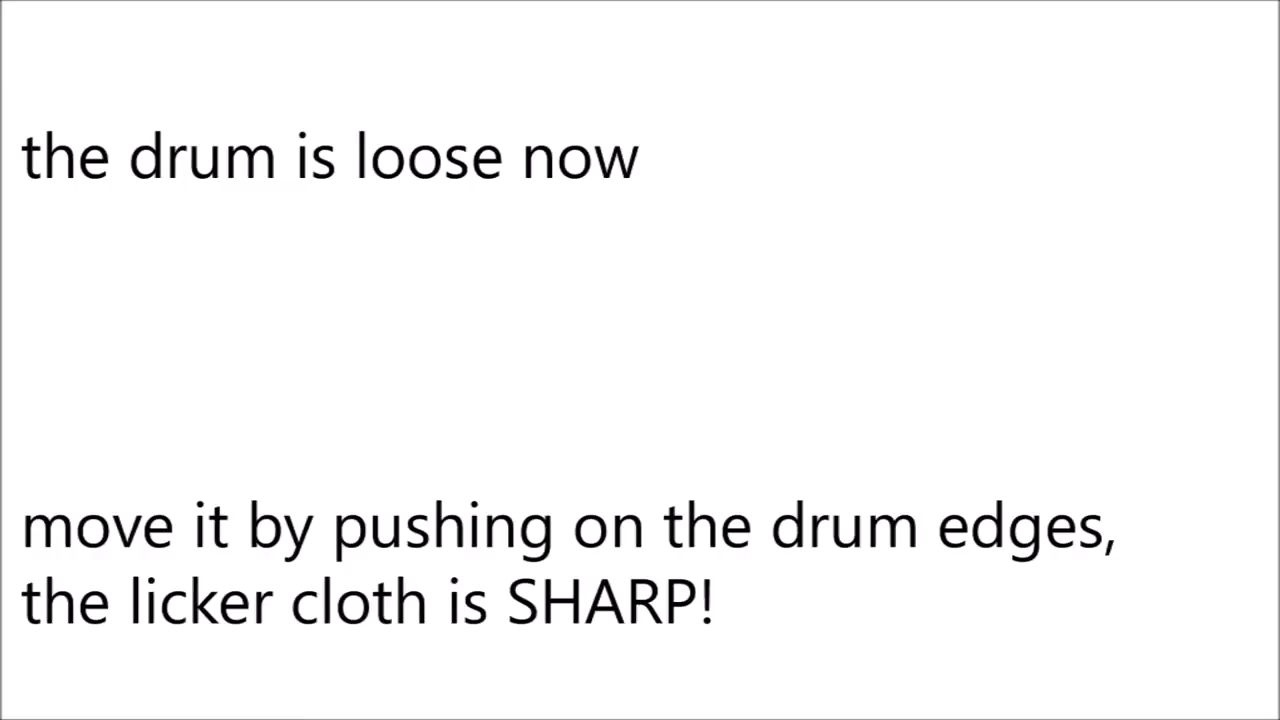 the drum is loose now
move it by pushing on the drum edges,
the licker cloth is SHARP!